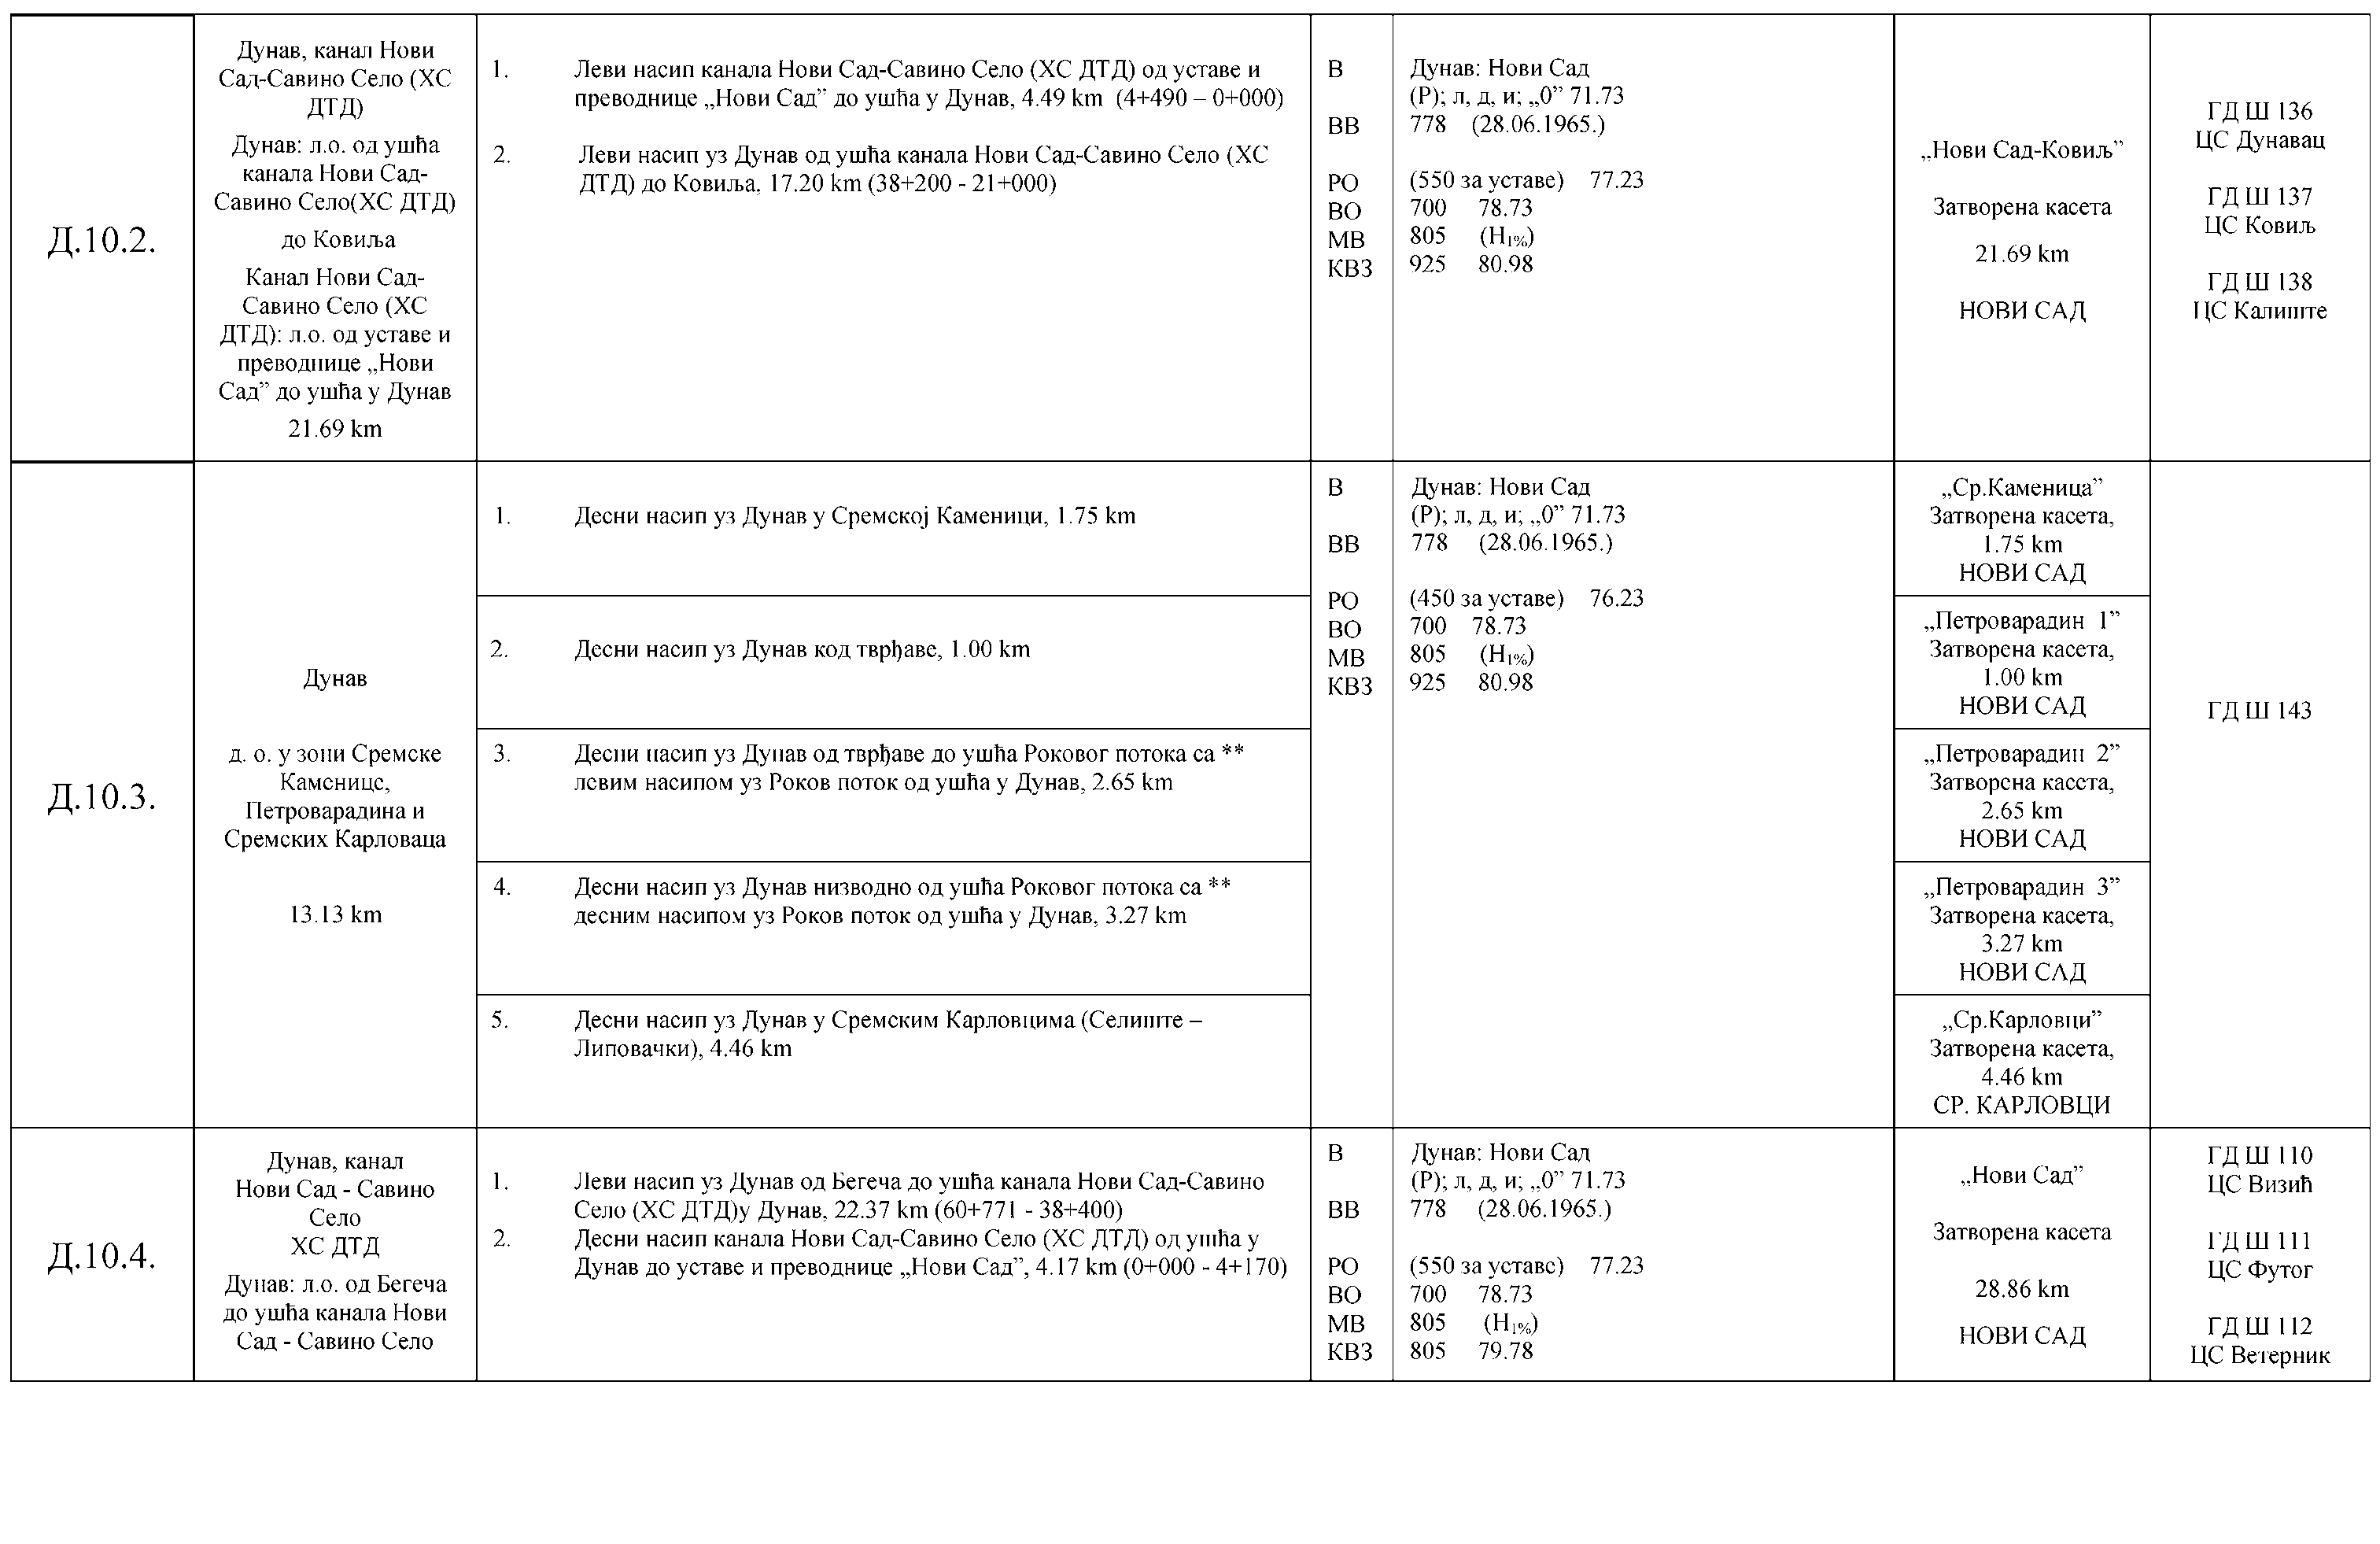 Д.10.2.
Дунав, канал Нови
Сад-Савино Село (ХС
ДТД)
Дунав: л.о. од ушћа
канала Нови Сад-
Савино Село(ХС ДТД)
до Ковиља
Канал Нови Сад-
Савино Село (ХС
ДТД): л.о. од уставе и
преводнице „Нови
Сад” до ушћа у Дунав
21.69 km
1. Леви насип канала Нови Сад-Савино Село (ХС ДТД) од уставе и
преводнице „Нови Сад” до ушћа у Дунав, 4.49 km (4+490 – 0+000)
2. Леви насип уз Дунав од ушћа канала Нови Сад-Савино Село (ХС
ДТД) до Ковиља, 17.20 km (38+200 - 21+000)
В Дунав: Нови Сад
(Р); л, д, и; „0” 71.73
ВВ 778 (28.06.1965.)
РО (550 за уставе) 77.23
ВО 700 78.73
МВ 805 (H1%)
КВЗ 925 80.98
„Нови Сад-Ковиљ”
Затворена касета
21.69 km
НОВИ САД
ГД Ш 136
ЦС Дунавац
ГД Ш 137
ЦС Ковиљ
ГД Ш 138
ЦС Калиште
Д.10.3.
Дунав
д. о. у зони Сремске
Каменице,
Петроварадина и
Сремских Карловаца
13.13 km
1. Десни насип уз Дунав у Сремској Каменици, 1.75 km
2. Десни насип уз Дунав код тврђаве, 1.00 km
3. Десни насип уз Дунав од тврђаве до ушћа Роковог потока са **
левим насипом уз Роков поток од ушћа у Дунав, 2.65 km
4. Десни насип уз Дунав низводно од ушћа Роковог потока са **
десним насипом уз Роков поток од ушћа у Дунав, 3.27 km
5. Десни насип уз Дунав у Сремским Карловцима (Селиште –
Липовачки), 4.46 km
В Дунав: Нови Сад
(Р); л, д, и; „0” 71.73
ВВ 778 (28.06.1965.)
РО (450 за уставе) 76.23
ВО 700 78.73
МВ 805 (H1%)
КВЗ 925 80.98
„Ср.Каменица”
Затворена касета,
1.75 km
НОВИ САД
„Петроварадин 1”
Затворена касета,
1.00 km
НОВИ САД
„Петроварадин 2”
Затворена касета,
2.65 km
НОВИ САД
„Петроварадин 3”
Затворена касета,
3.27 km
НОВИ САД
„Ср.Карловци”
Затворена касета,
4.46 km
СР. КАРЛОВЦИ
ГД Ш 143
Д.10.4.
Дунав, канал
Нови Сад - Савино
Село
ХС ДТД
Дунав: л.о. од Бегеча
до ушћа канала Нови
Сад - Савино Село
1. Леви насип уз Дунав од Бегеча до ушћа канала Нови Сад-Савино
Село (ХС ДТД)у Дунав, 22.37 km (60+771 - 38+400)
2. Десни насип канала Нови Сад-Савино Село (ХС ДТД) од ушћа у
Дунав до уставе и преводнице „Нови Сад”, 4.17 km (0+000 - 4+170)
В Дунав: Нови Сад
(Р); л, д, и; „0” 71.73
ВВ 778 (28.06.1965.)
РО (550 за уставе) 77.23
ВО 700 78.73
МВ 805 (H1%)
КВЗ 805 79.78
„Нови Сад”
Затворена касета
28.86 km
НОВИ САД
ГД Ш 110
ЦС Визић
ГД Ш 111
ЦС Футог
ГД Ш 112
ЦС Ветерник